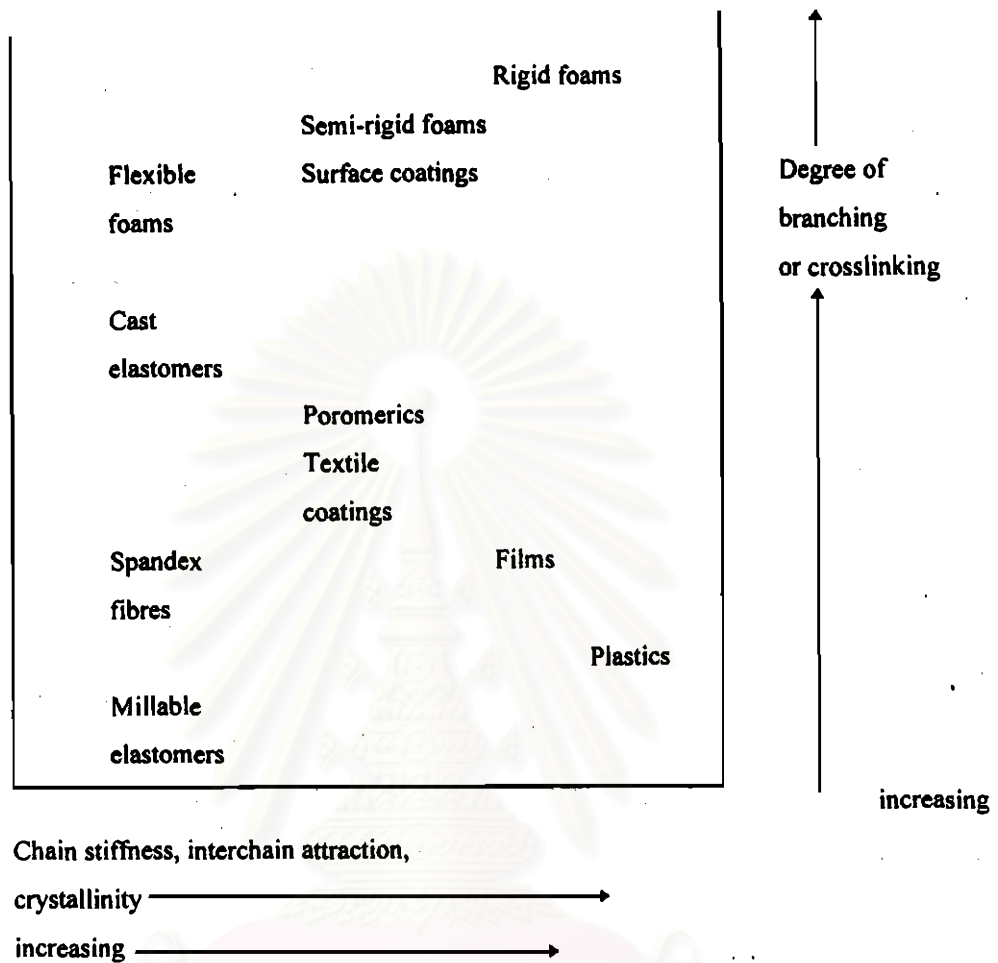 Rigid foams
Semi-rigid foams
Flexible
Surface coatings
Degree of
foams
branching
or crosslinking
Cast
elastomers
Poromerics
Textile
coatings
Spandex
Films
fibres
Plastics
Millable
elastomers
increasing
Chain stiffness, interchain attraction,
crystallinity
increasing